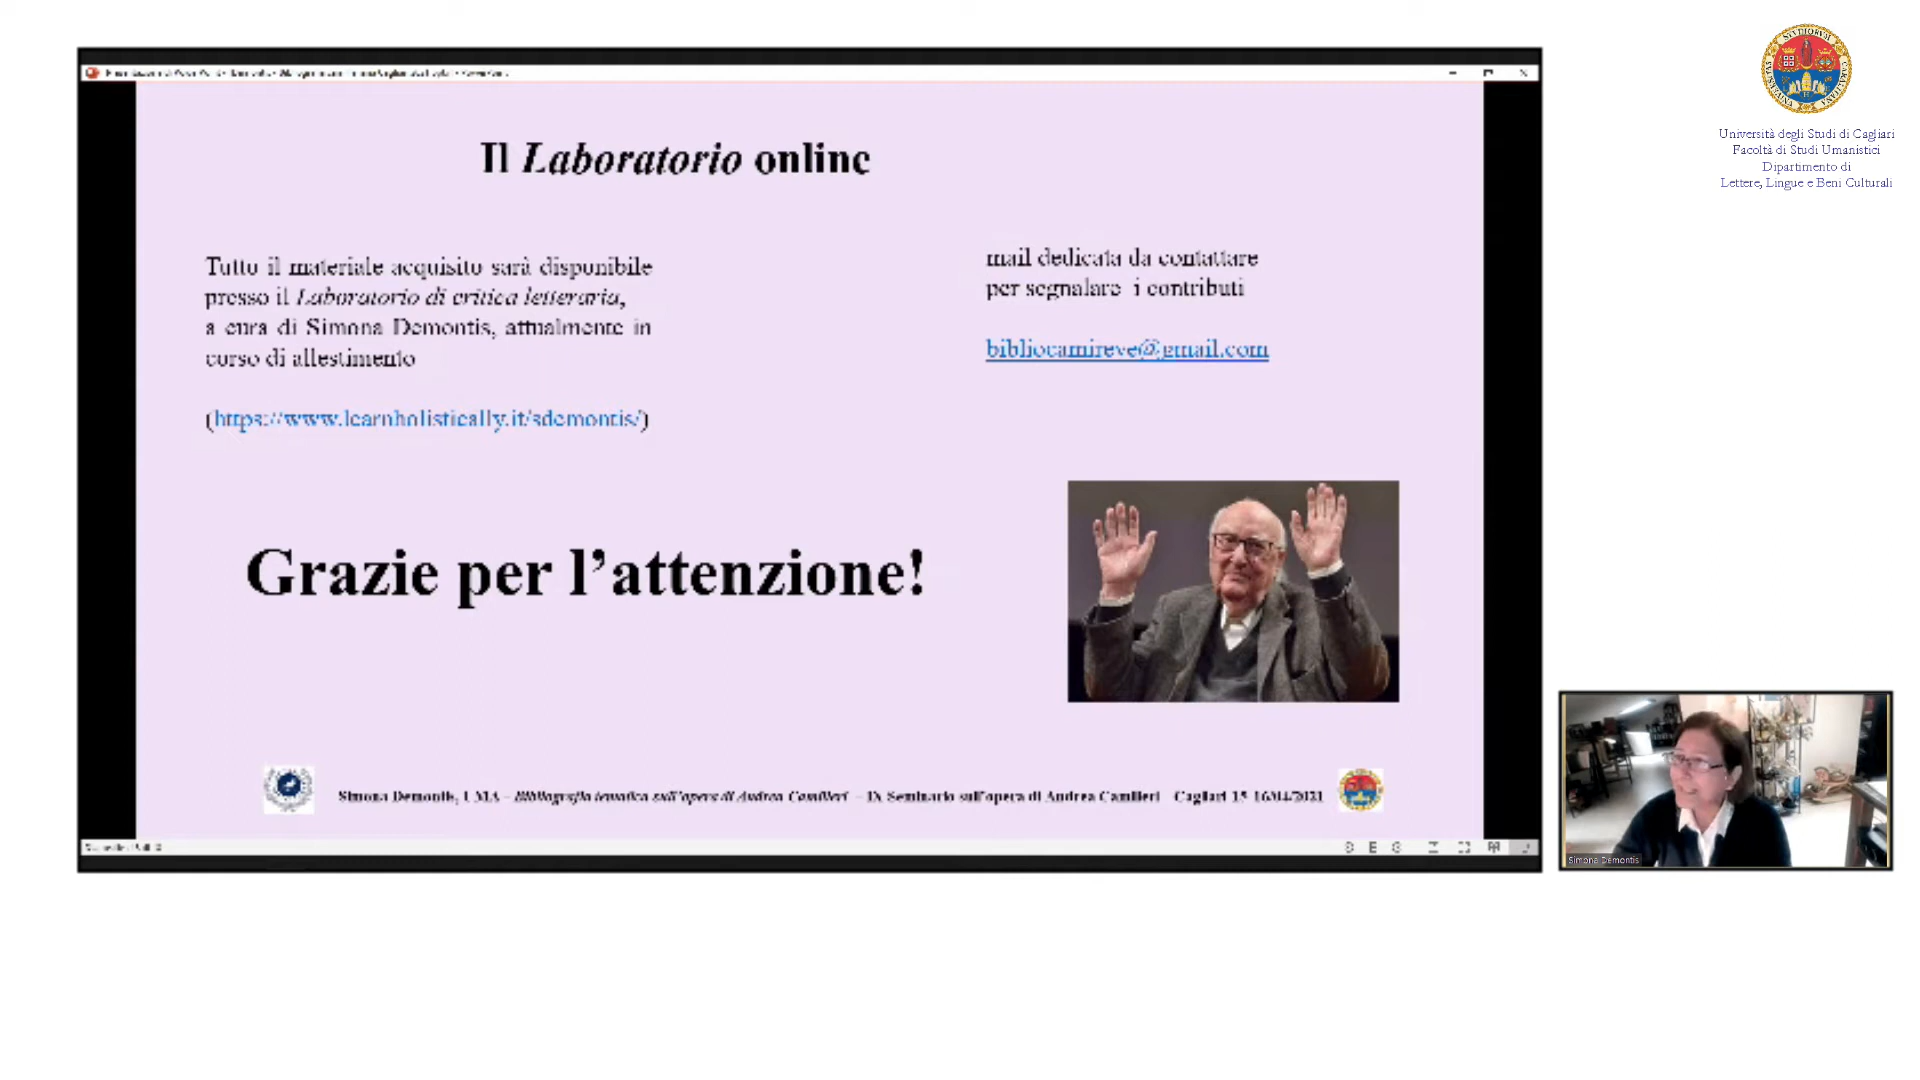 Università degli Studi di Cagliari
Facoltà di Studi Umanistici
Dipartimento di
Lettere, Lingue e Beni Culturali
Il Laboratorio online
Tutto il materiale acquisito sarà disponibile
presso il Laboratorio di critica letteraria,
a cura di Simona Demontis, attualmente in
corso di allestimento
(https://www.learnholistically.it/sdemontis/)
mail dedicata da contattare
per segnalare i contributi
bibliocamireve@gmail.com
Grazie per l'attenzione!
Simona Demontis, UMA – Bibliografia tematica sull'opera di Andrea Camilleri – IX Seminario sull'opera di Andrea Camilleri Cagliari 15-16/04/2021
Simona Demontis